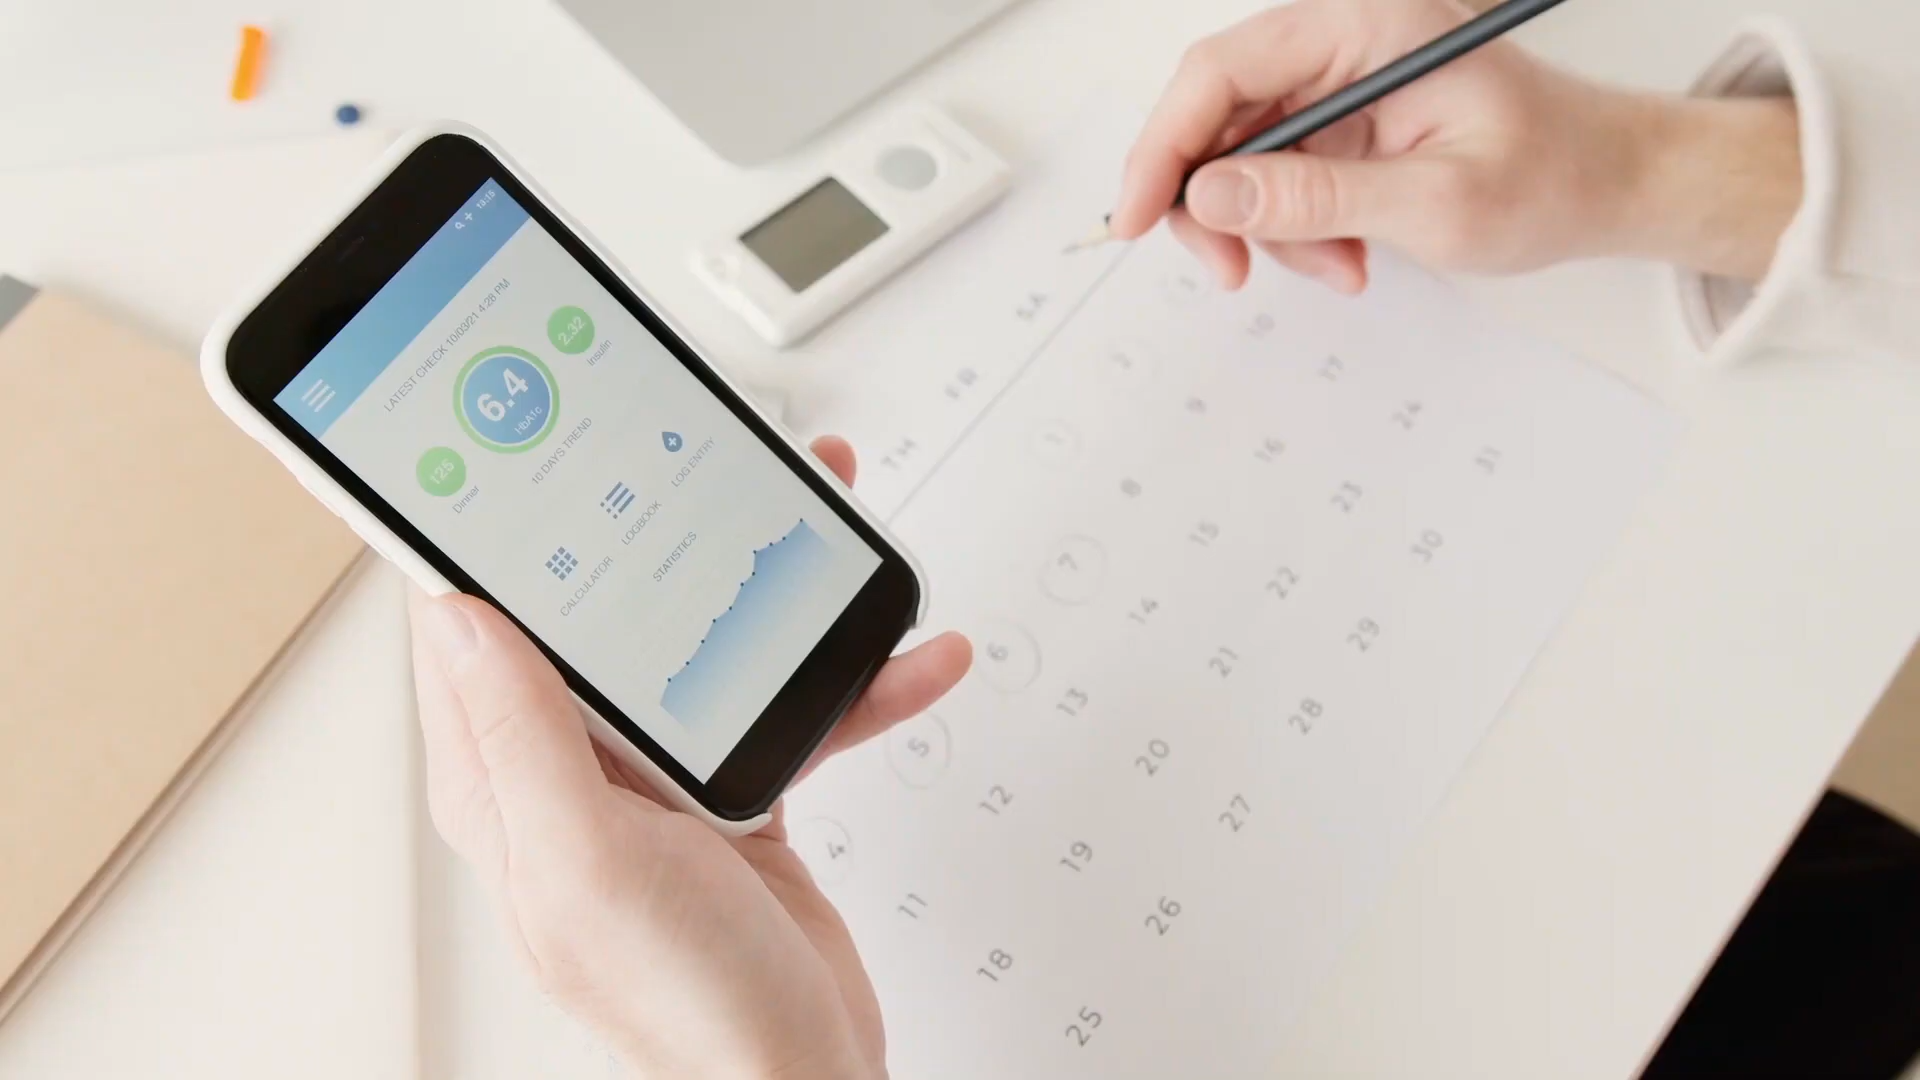 18:15
LATEST CHECK 10/03/21 4:28 PM
125
Dinner
6.4
HbA1c
2.32
Insulin
10 DAYS TREND
CALCULATOR
LOGBOOK
LOG ENTRY
STATISTICS
TH FR SA
1 2 3
4 5 6 7 8 9 10
11 12 13 14 15 16 17
18 19 20 21 22 23 24
25 26 27 28 29 30 31